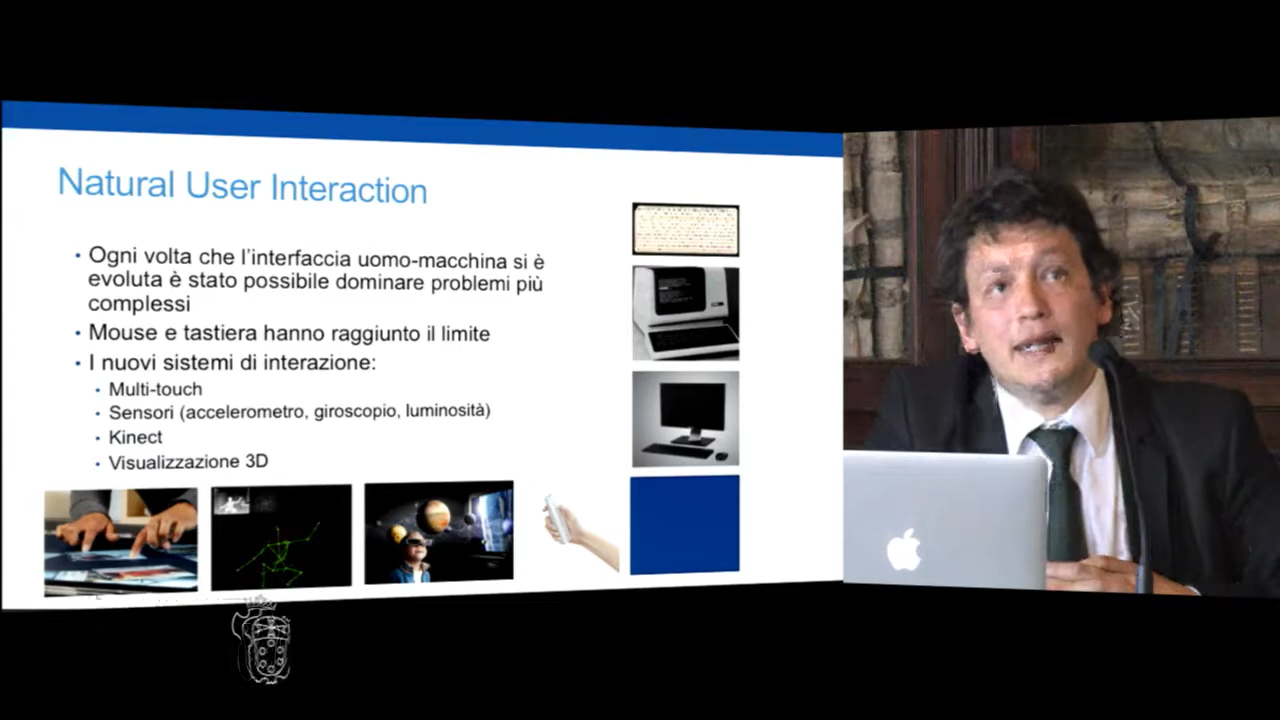 Natural User Interaction
• Ogni volta che l'interfaccia uomo-macchina si è
evoluta è stato possibile dominare problemi più
complessi
• Mouse e tastiera hanno raggiunto il limite
• I nuovi sistemi di interazione:
• Multi-touch
• Sensori (accelerometro, giroscopio, luminosità)
• Kinect
• Visualizzazione 3D